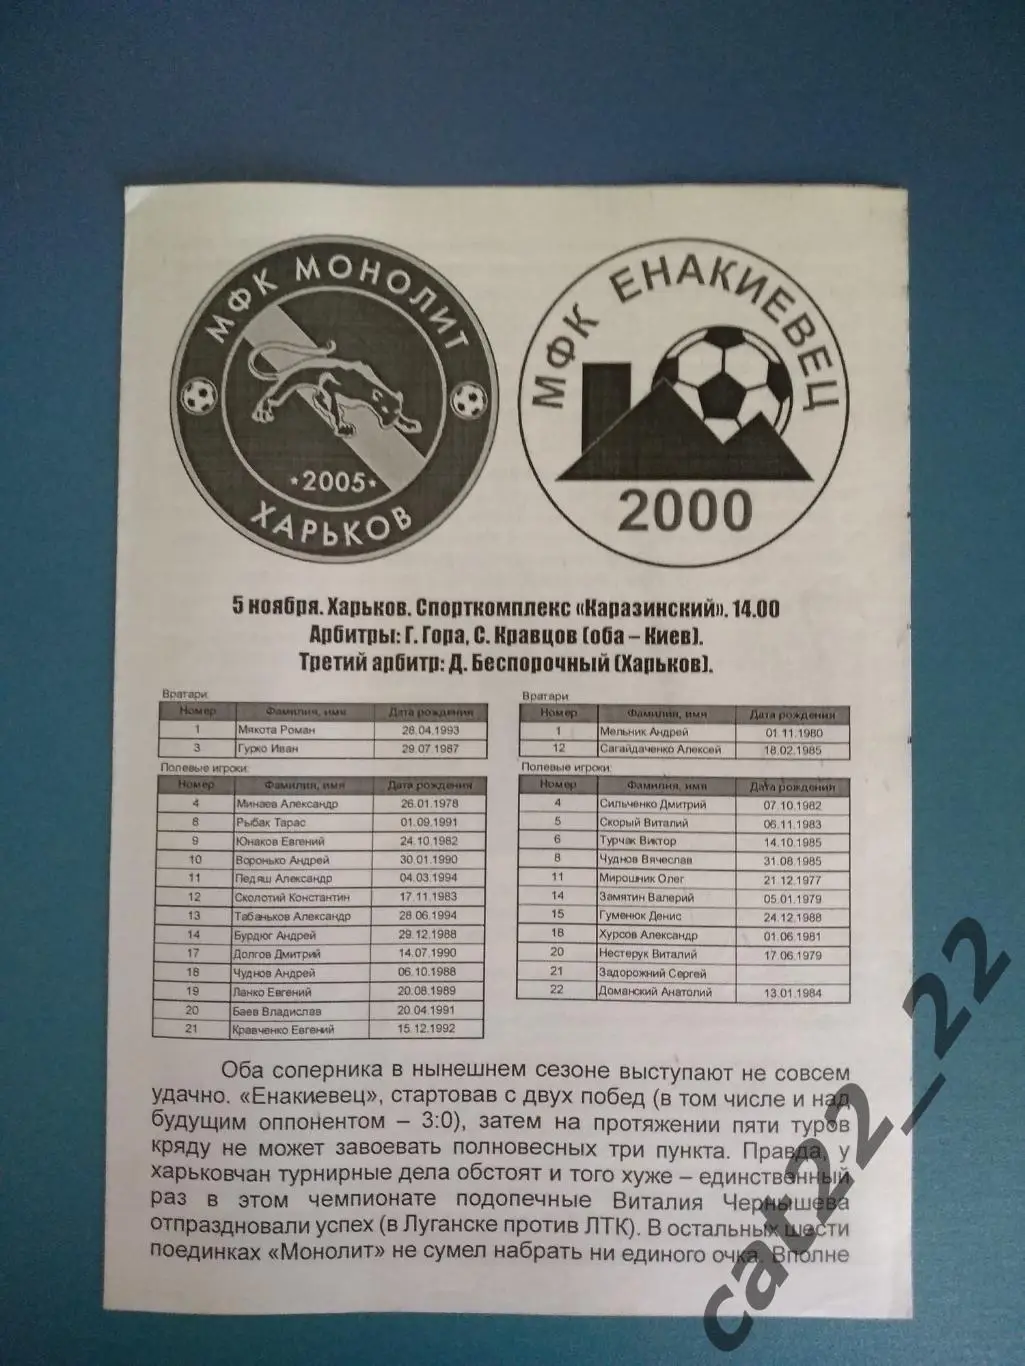 МФК МОНОЛИТ
*2005*
ХАРЬКОВ
МФК ЕНАКИЕВЕЦ
2000
5 ноября. Харьков. Спорткомплекс «Каразинский». 14.00
Арбитры: Г. Гора, С. Кравцов (оба – Киев).
Третий арбитр: Д. Беспорочный (Харьков).
Вратари:
Номер Фамилия, имя Дата рождения
1 Мякота Роман 28.04.1993
3 Гурко Иван 29.07.1987
Полевые игроки:
Номер Фамилия, имя Дата рождения
4 Минаев Александр 26.01.1978
8 Рыбак Тарас 01.09.1991
9 Юнаков Евгений 24.10.1982
10 Воронько Андрей 30.01.1990
11 Педяш Александр 04.03.1994
12 Сколотий Константин 17.11.1983
13 Табаньков Александр 28.06.1994
14 Бурдюг Андрей 29.12.1988
17 Долгов Дмитрий 14.07.1990
18 Чуднов Андрей 06.10.1988
19 Ланко Евгений 20.08.1989
20 Баев Владислав 20.04.1991
21 Кравченко Евгений 15.12.1992
Вратари:
Номер Фамилия, имя Дата рождения
1 Мельник Андрей 01.11.1980
12 Сагайдаченко Алексей 18.02.1985
Полевые игроки:
Номер Фамилия, имя Дата рождения
4 Сильченко Дмитрий 07.10.1982
5 Скорый Виталий 06.11.1983
6 Турчак Виктор 14.10.1985
8 Чуднов Вячеслав 31.08.1985
11 Мирошник Олег 21.12.1977
14 Замятин Валерий 05.01.1979
15 Гуменюк Денис 24.12.1988
18 Хурсов Александр 01.06.1981
20 Нестерук Виталий 17.06.1979
21 Задорожний Сергей
22 Доманский Анатолий 13.01.1984
Оба соперника в нынешнем сезоне выступают не совсем
удачно. «Енакиевец», стартовав с двух побед (в том числе и над
будущим оппонентом – 3:0), затем на протяжении пяти туров
кряду не может завоевать полновесных три пункта. Правда, у
харьковчан турнирные дела обстоят и того хуже – единственный
раз в этом чемпионате подопечные Виталия Чернышева
отпраздновали успех (в Луганске против ЛТК). В остальных шести
поединках «Монолит» не сумел набрать ни единого очка. Вполне
cat22_22